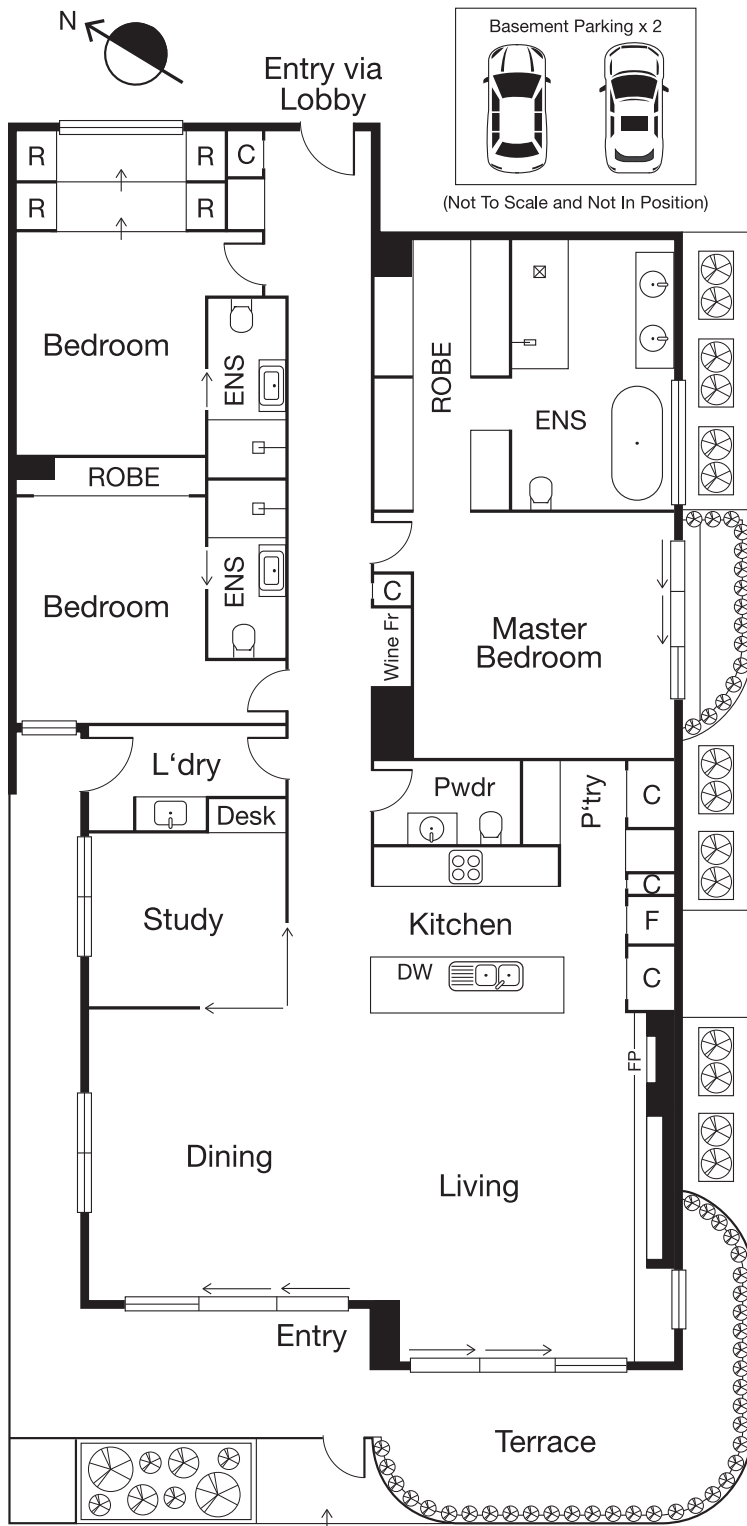 N
Basement Parking x 2
(Not To Scale and Not In Position)
Entry via
Lobby
R
R
C
R
R
Bedroom
ENS
ROBE
ENS
ROBE
Bedroom
ENS
C
Wine Fr
Master
Bedroom
L'dry
Desk
Pwdr
P'try
C
C
F
C
Study
Kitchen
DW
FP
Dining
Living
Entry
Terrace